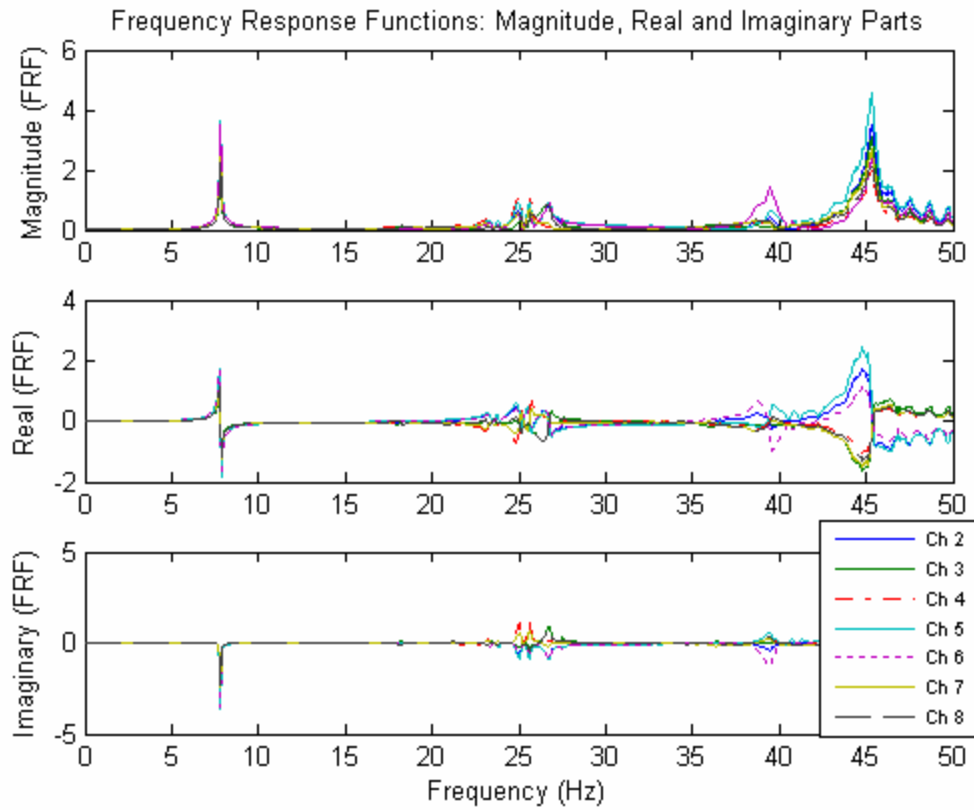 Frequency Response Functions: Magnitude, Real and Imaginary Parts
6
4
2
0
Magnitude (FRF)
0 5 10 15 20 25 30 35 40 45 50
4
2
0
-2
Real (FRF)
0 5 10 15 20 25 30 35 40 45 50
5
0
-5
Imaginary (FRF)
Ch 2
Ch 3
Ch 4
Ch 5
Ch 6
Ch 7
Ch 8
0 5 10 15 20 25 30 35 40 45 50
Frequency (Hz)